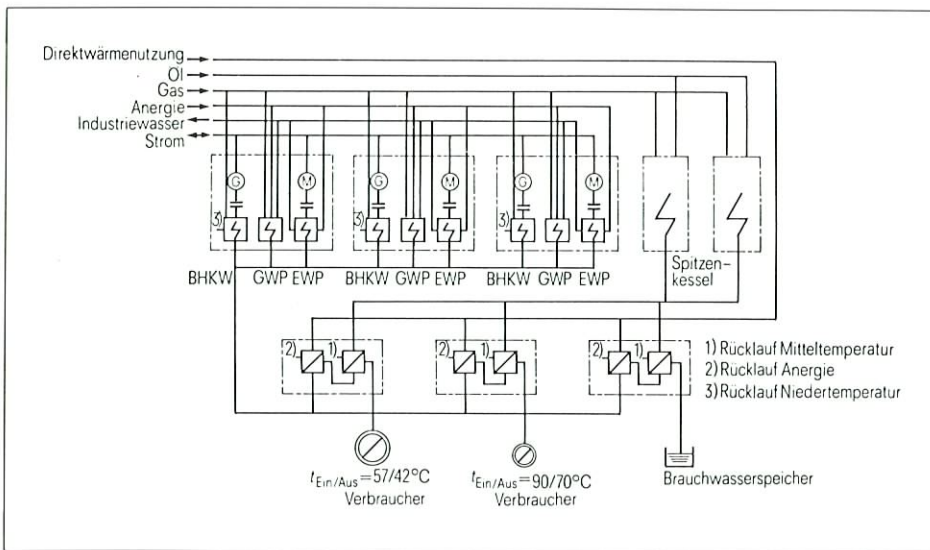 Direktwärmenutzung
Öl
Gas
Anergie
Industriewasser
Strom
G M G M G M
3) 3) 3)
BHKW GWP EWP BHKW GWP EWP BHKW GWP EWP
Spitzen-
kessel
2) 1) 2) 1) 2) 1)
1) Rücklauf Mitteltemperatur
2) Rücklauf Anergie
3) Rücklauf Niedertemperatur
tEin/Aus=57/42°C
Verbraucher
tEin/Aus=90/70°C
Verbraucher
Brauchwasserspeicher